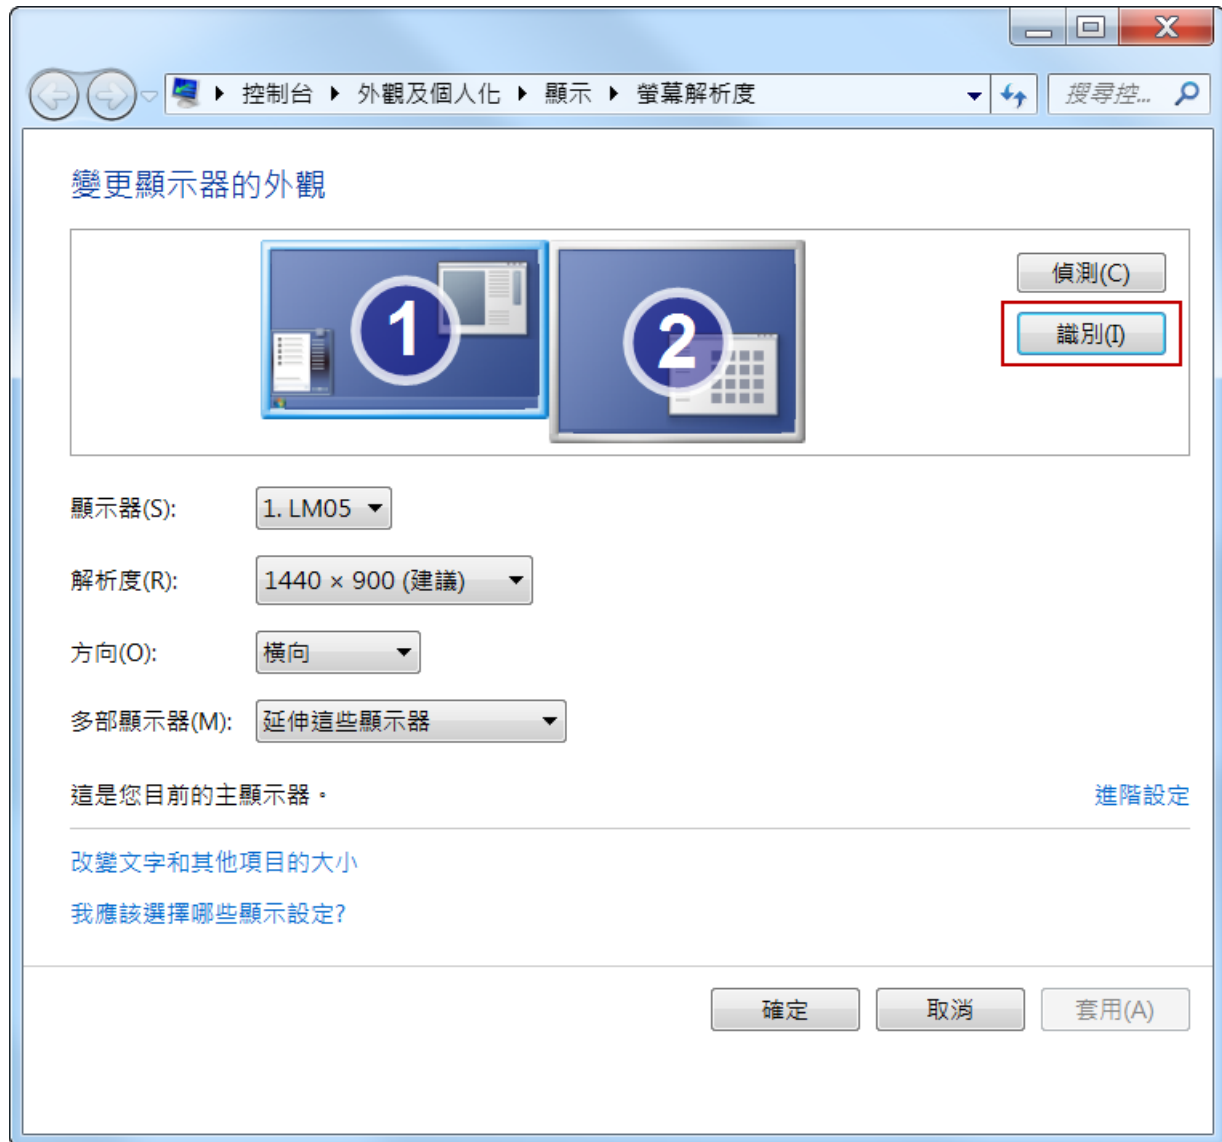 控制台 ▶ 外觀及個人化 ▶ 顯示 ▶ 螢幕解析度
搜尋控...
變更顯示器的外觀
1
2
偵測(C)
識別(I)
顯示器(S): 1. LM05
解析度(R): 1440 × 900 (建議)
方向(O): 橫向
多部顯示器(M): 延伸這些顯示器
這是您目前的主顯示器。 進階設定
改變文字和其他項目的大小
我應該選擇哪些顯示設定?
確定 取消 套用(A)